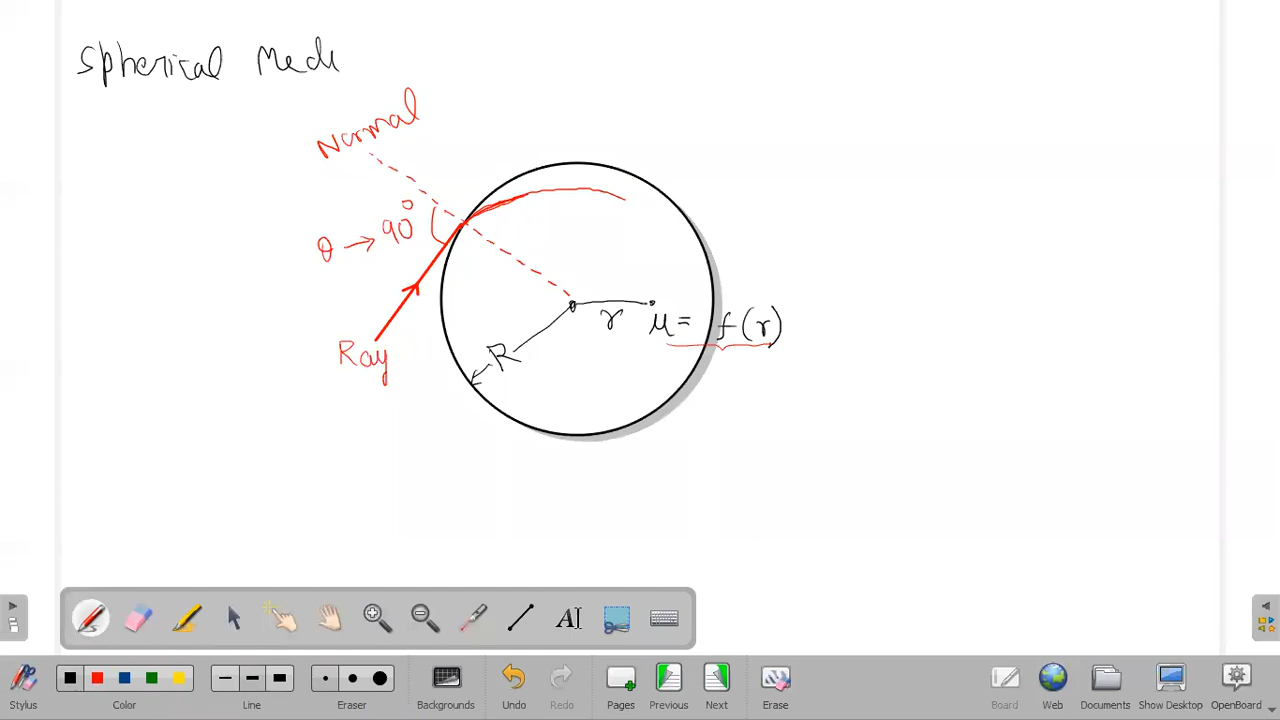 Spherical Medi
Normal
θ → 90°
Ray
r
μ = f(r)
R
Stylus
Color
Line
Eraser
Backgrounds
Undo
Redo
Pages
Previous
Next
Erase
Board
Web
Documents
Show Desktop
OpenBoard